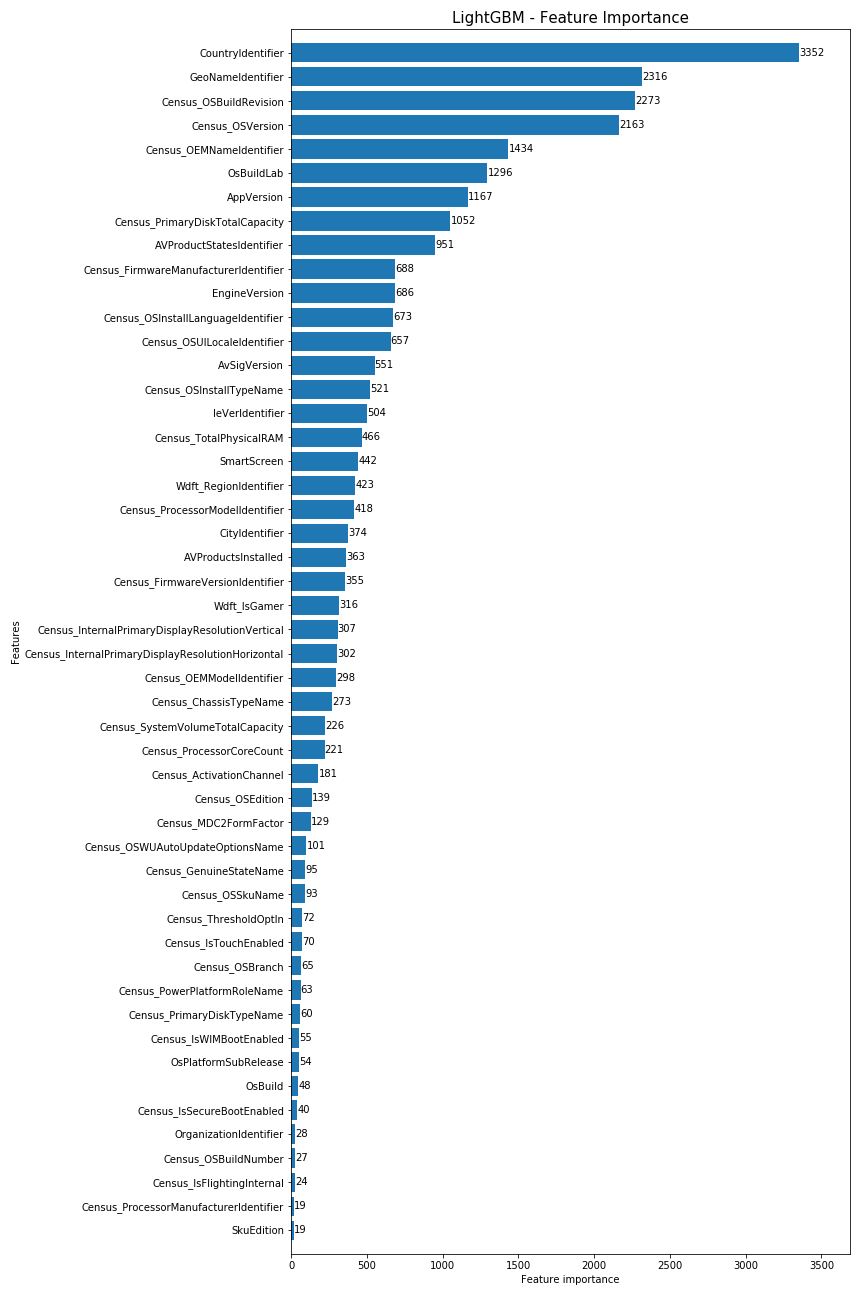 LightGBM - Feature Importance
CountryIdentifier 3352
GeoNameIdentifier 2316
Census_OSBuildRevision 2273
Census_OSVersion 2163
Census_OEMNameIdentifier 1434
OsBuildLab 1296
AppVersion 1167
Census_PrimaryDiskTotalCapacity 1052
AVProductStatesIdentifier 951
Census_FirmwareManufacturerIdentifier 688
EngineVersion 686
Census_OSInstallLanguageIdentifier 673
Census_OSUILocaleIdentifier 657
AvSigVersion 551
Census_OSInstallTypeName 521
IeVerIdentifier 504
Census_TotalPhysicalRAM 466
SmartScreen 442
Wdft_RegionIdentifier 423
Census_ProcessorModelIdentifier 418
CityIdentifier 374
AVProductsInstalled 363
Census_FirmwareVersionIdentifier 355
Wdft_IsGamer 316
Census_InternalPrimaryDisplayResolutionVertical 307
Census_InternalPrimaryDisplayResolutionHorizontal 302
Census_OEMModelIdentifier 298
Census_ChassisTypeName 273
Census_SystemVolumeTotalCapacity 226
Census_ProcessorCoreCount 221
Census_ActivationChannel 181
Census_OSEdition 139
Census_MDC2FormFactor 129
Census_OSWUAutoUpdateOptionsName 101
Census_GenuineStateName 95
Census_OSSkuName 93
Census_ThresholdOptIn 72
Census_IsTouchEnabled 70
Census_OSBranch 65
Census_PowerPlatformRoleName 63
Census_PrimaryDiskTypeName 60
Census_IsWIMBootEnabled 55
OsPlatformSubRelease 54
OsBuild 48
Census_IsSecureBootEnabled 40
OrganizationIdentifier 28
Census_OSBuildNumber 27
Census_IsFlightingInternal 24
Census_ProcessorManufacturerIdentifier 19
SkuEdition 19
Features
0 500 1000 1500 2000 2500 3000 3500
Feature importance